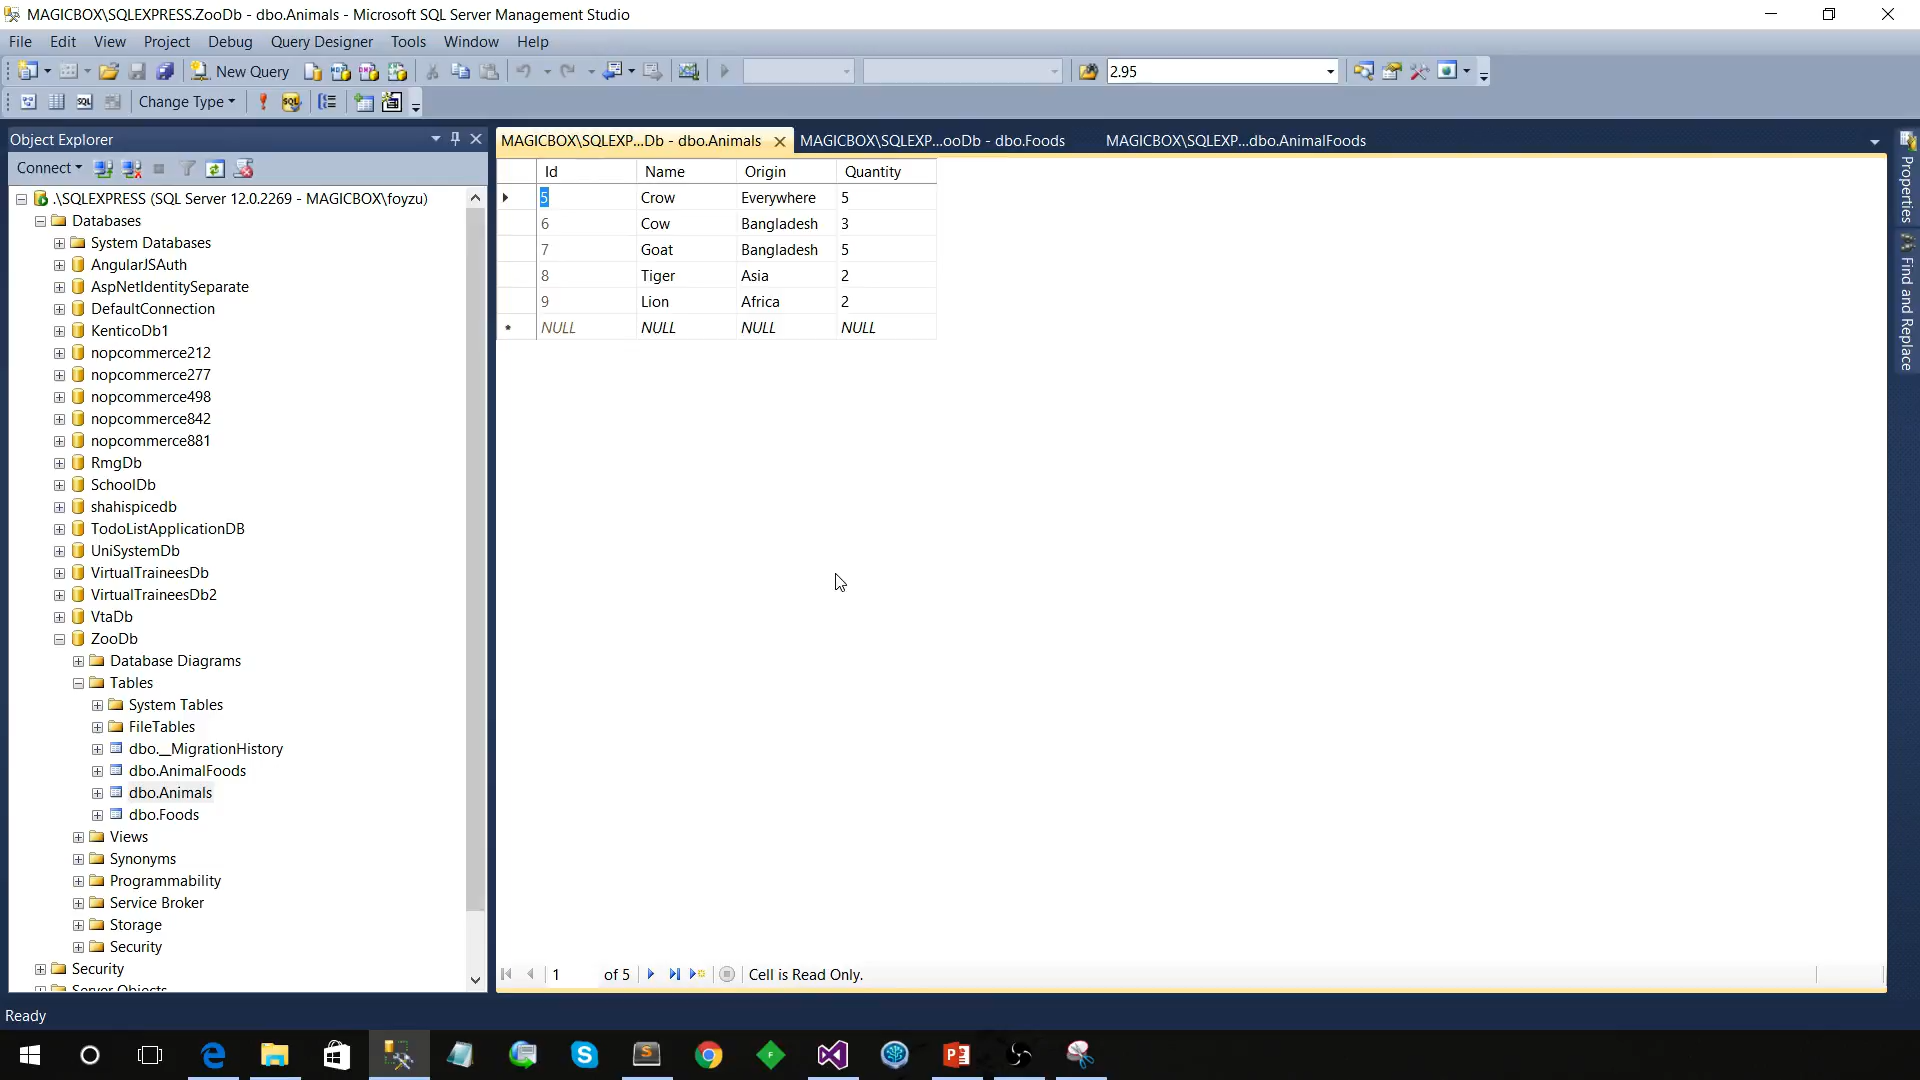 MAGICBOX\SQLEXPRESS.ZooDb - dbo.Animals - Microsoft SQL Server Management Studio
File Edit View Project Debug Query Designer Tools Window Help
New Query 2.95
Change Type
Object Explorer
Connect
.\SQLEXPRESS (SQL Server 12.0.2269 - MAGICBOX\foyzu)
Databases
System Databases
AngularJSAuth
AspNetIdentitySeparate
DefaultConnection
KenticoDb1
nopcommerce212
nopcommerce277
nopcommerce498
nopcommerce842
nopcommerce881
RmgDb
SchoolDb
shahispicedb
TodoListApplicationDB
UniSystemDb
VirtualTraineesDb
VirtualTraineesDb2
VtaDb
ZooDb
Database Diagrams
Tables
System Tables
FileTables
dbo.__MigrationHistory
dbo.AnimalFoods
dbo.Animals
dbo.Foods
Views
Synonyms
Programmability
Service Broker
Storage
Security
Security
Server Objects
MAGICBOX\SQLEXP...Db - dbo.Animals MAGICBOX\SQLEXP...ooDb - dbo.Foods MAGICBOX\SQLEXP...dbo.AnimalFoods
Id Name Origin Quantity
5 Crow Everywhere 5
6 Cow Bangladesh 3
7 Goat Bangladesh 5
8 Tiger Asia 2
9 Lion Africa 2
NULL NULL NULL NULL
1 of 5 Cell is Read Only.
Properties
Find and Replace
Ready